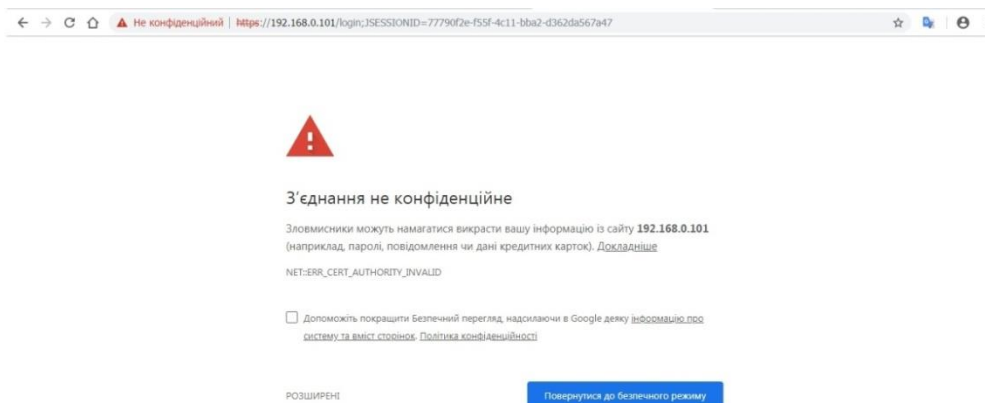 Не конфіденційний | https://192.168.0.101/login;JSESSIONID=77790f2e-f55f-4c11-bba2-d362da567a47
З'єднання не конфіденційне
Зловмисники можуть намагатися викрасти вашу інформацію із сайту 192.168.0.101
(наприклад, паролі, повідомлення чи дані кредитних карток). Докладніше
NET::ERR_CERT_AUTHORITY_INVALID
Допоможіть покращити Безпечний перегляд, надсилаючи в Google деяку інформацію про
систему та вміст сторінок. Політика конфіденційності
РОЗШИРЕНІ
Повернутися до безпечного режиму